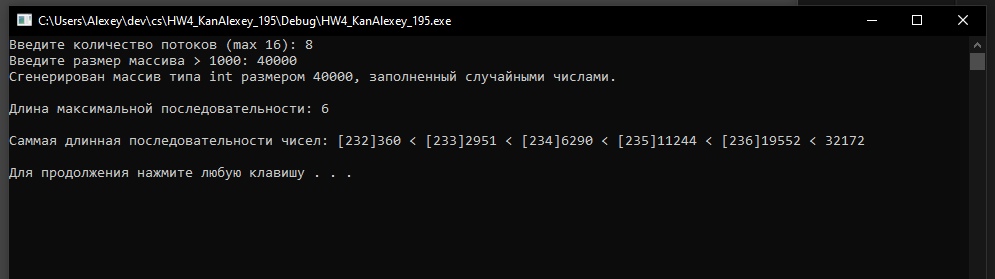 C:\Users\Alexey\dev\cs\HW4_KanAlexey_195\Debug\HW4_KanAlexey_195.exe
Введите количество потоков (max 16): 8
Введите размер массива > 1000: 40000
Сгенерирован массив типа int размером 40000, заполненный случайными числами.
Длина максимальной последовательности: 6
Саммая длинная последовательности чисел: [232]360 < [233]2951 < [234]6290 < [235]11244 < [236]19552 < 32172
Для продолжения нажмите любую клавишу . . .